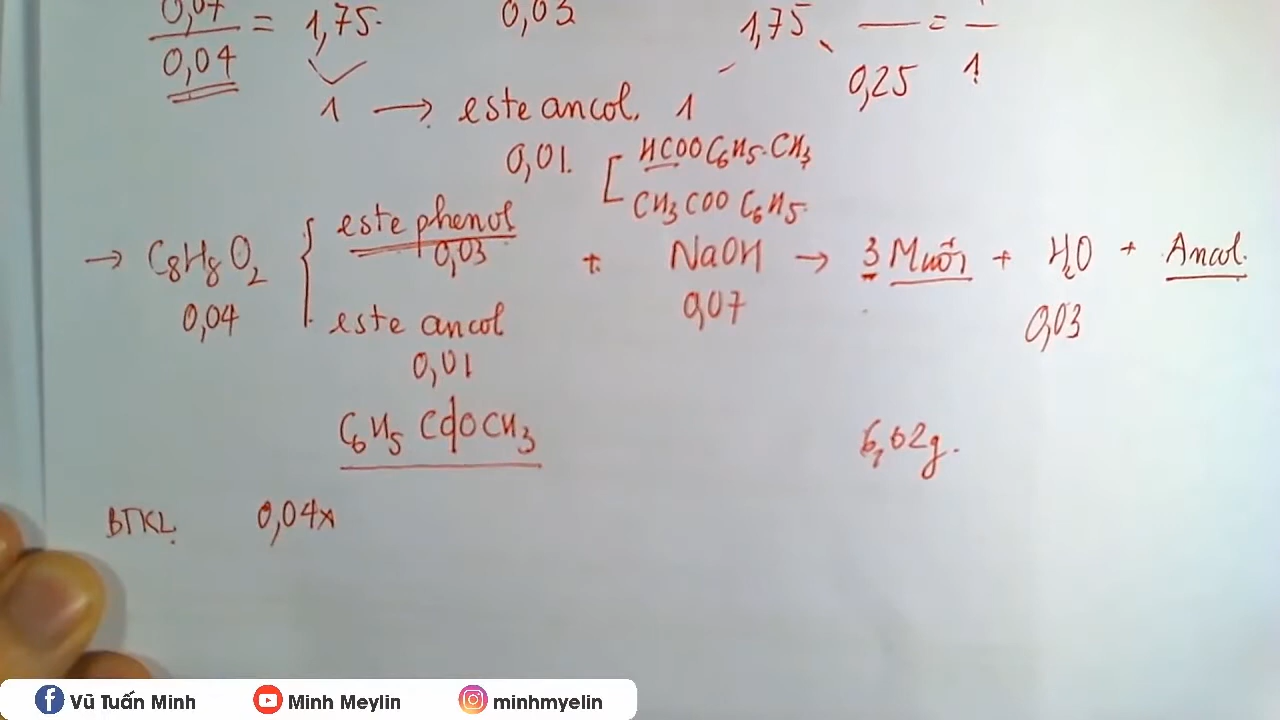 0,07/0,04 = 1,75.
0,03
1,75
0,25
= /1
1 → este ancol. 1
0,01.
HCOOC6H5.CH3
CH3COOC6H5.
→ C8H8O2 { este phenol + NaOH → 3 Muối + H2O + Ancol.
0,03
0,04
0,07
0,03
este ancol
0,01
C6H5COOCH3
6,62g.
BTKL. 0,04x
Vũ Tuấn Minh Minh Meylin minhmyelin